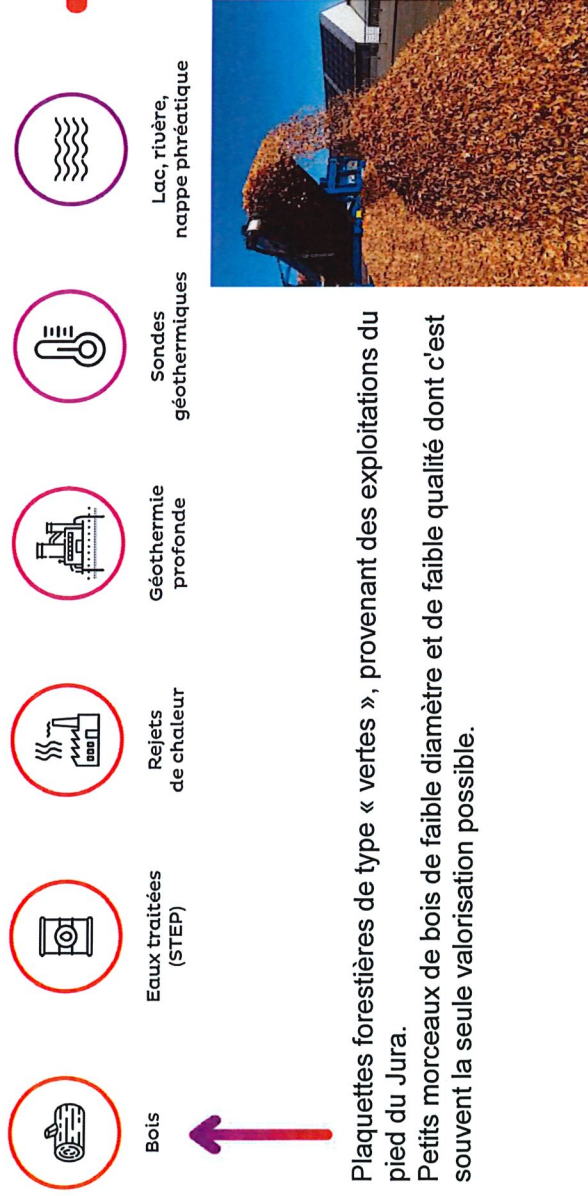 Bois
Eaux traitées
(STEP)
Rejets
de chaleur
Géothermie
profonde
Sondes
géothermiques
Lac, rivère,
nappe phréatique
Plaquettes forestières de type « vertes », provenant des exploitations du
pied du Jura.
Petits morceaux de bois de faible diamètre et de faible qualité dont c'est
souvent la seule valorisation possible.